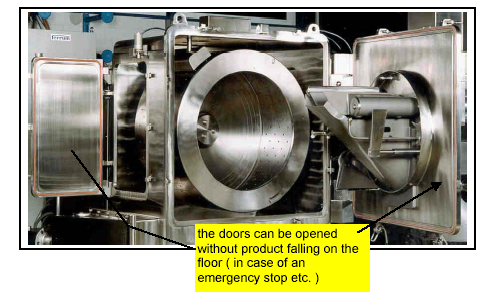 the doors can be opened
without product falling on the
floor ( in case of an
emergency stop etc. )